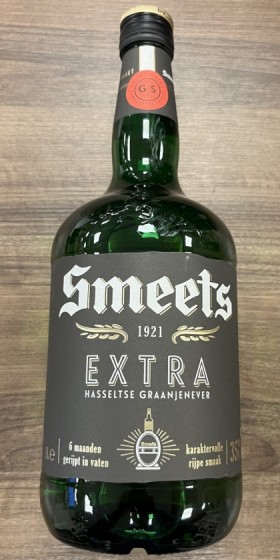 GS
Smeets
1921
EXTRA
HASSELTSE GRAANJENEVER
6 maanden
gerijpt in vaten
karaktervolle
rijpe smaak